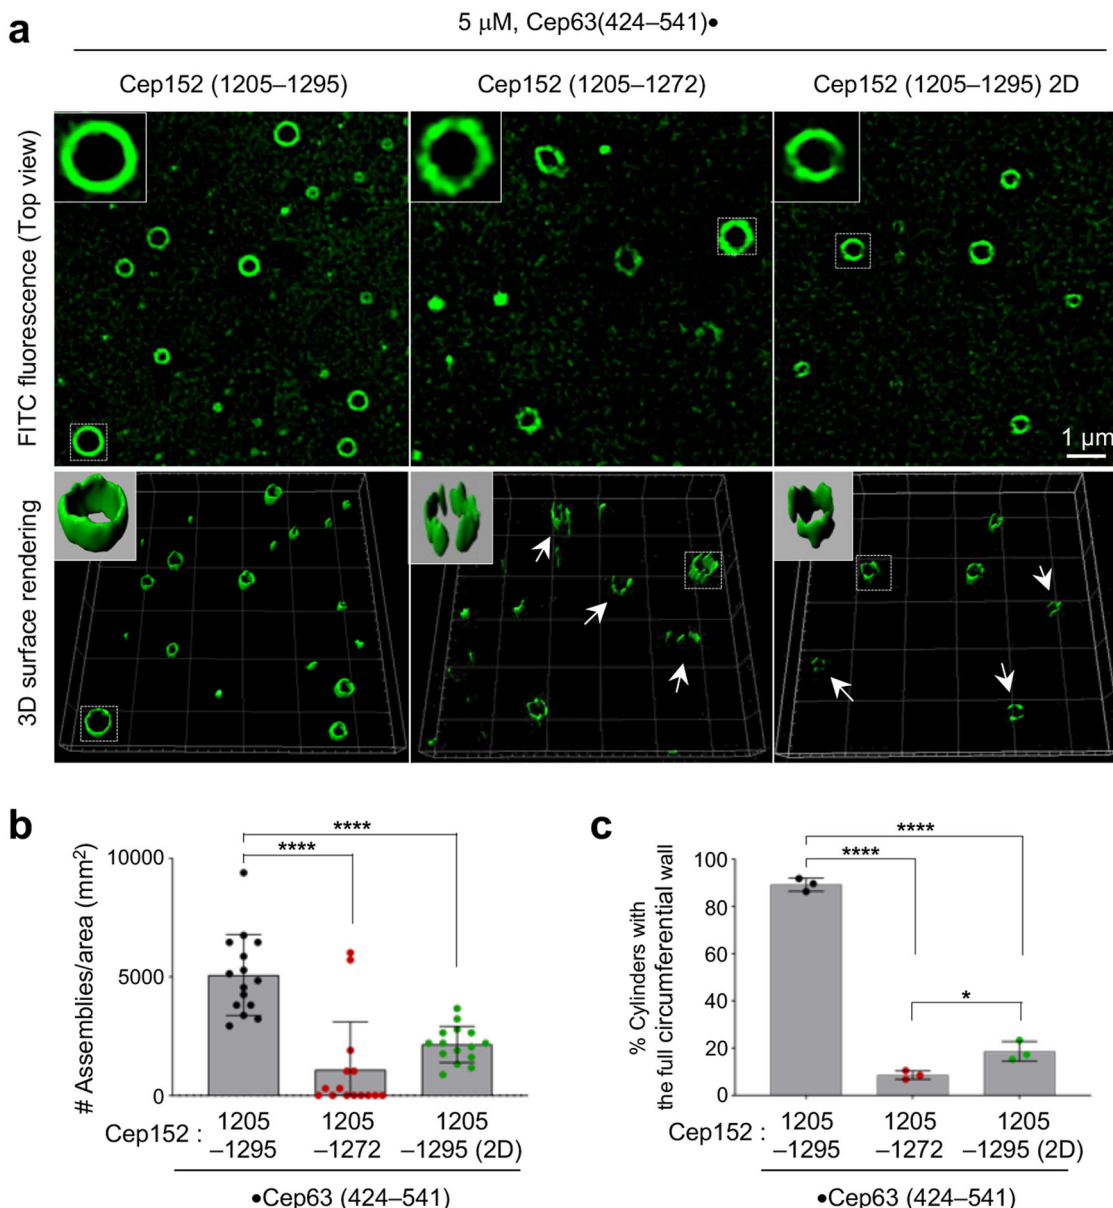 a
5 μM, Cep63(424–541)•
Cep152 (1205–1295)
Cep152 (1205–1272)
Cep152 (1205–1295) 2D
FITC fluorescence (Top view)
1 μm
3D surface rendering
b
# Assemblies/area (mm²)
10000
5000
0
****
****
Cep152 :
1205
–1295
1205
–1272
1205
–1295 (2D)
•Cep63 (424–541)
c
% Cylinders with
the full circumferential wall
100
80
60
40
20
0
****
****
*
Cep152 :
1205
–1295
1205
–1272
1205
–1295 (2D)
•Cep63 (424–541)